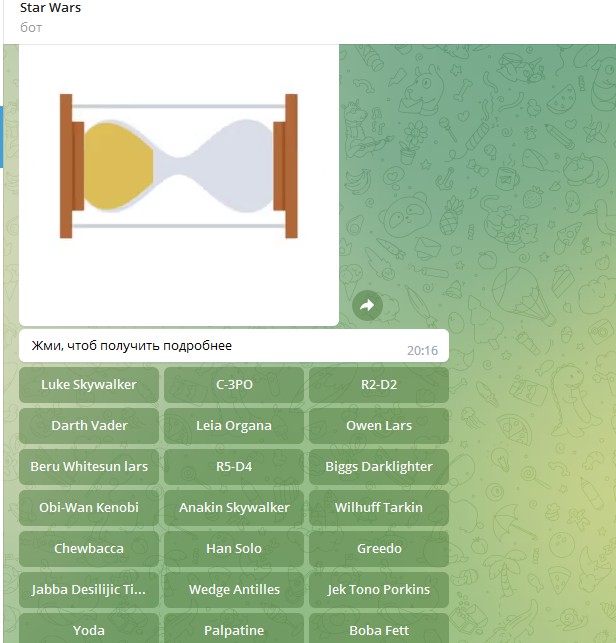 Star Wars
бот
Жми, чтоб получить подробнее
20:16
Luke Skywalker
C-3PO
R2-D2
Darth Vader
Leia Organa
Owen Lars
Beru Whitesun lars
R5-D4
Biggs Darklighter
Obi-Wan Kenobi
Anakin Skywalker
Wilhuff Tarkin
Chewbacca
Han Solo
Greedo
Jabba Desilijic Ti...
Wedge Antilles
Jek Tono Porkins
Yoda
Palpatine
Boba Fett